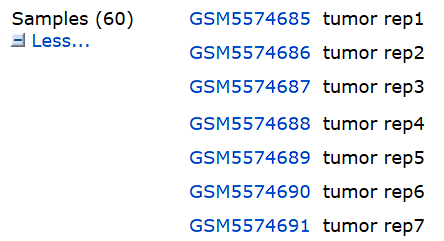 Samples (60)
Less...
GSM5574685 tumor rep1
GSM5574686 tumor rep2
GSM5574687 tumor rep3
GSM5574688 tumor rep4
GSM5574689 tumor rep5
GSM5574690 tumor rep6
GSM5574691 tumor rep7